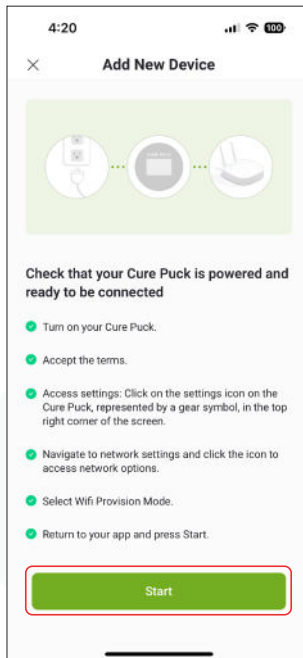 4:20
100
Add New Device
Check that your Cure Puck is powered and
ready to be connected
Turn on your Cure Puck.
Accept the terms.
Access settings: Click on the settings icon on the
Cure Puck, represented by a gear symbol, in the top
right corner of the screen.
Navigate to network settings and click the icon to
access network options.
Select Wifi Provision Mode.
Return to your app and press Start.
Start